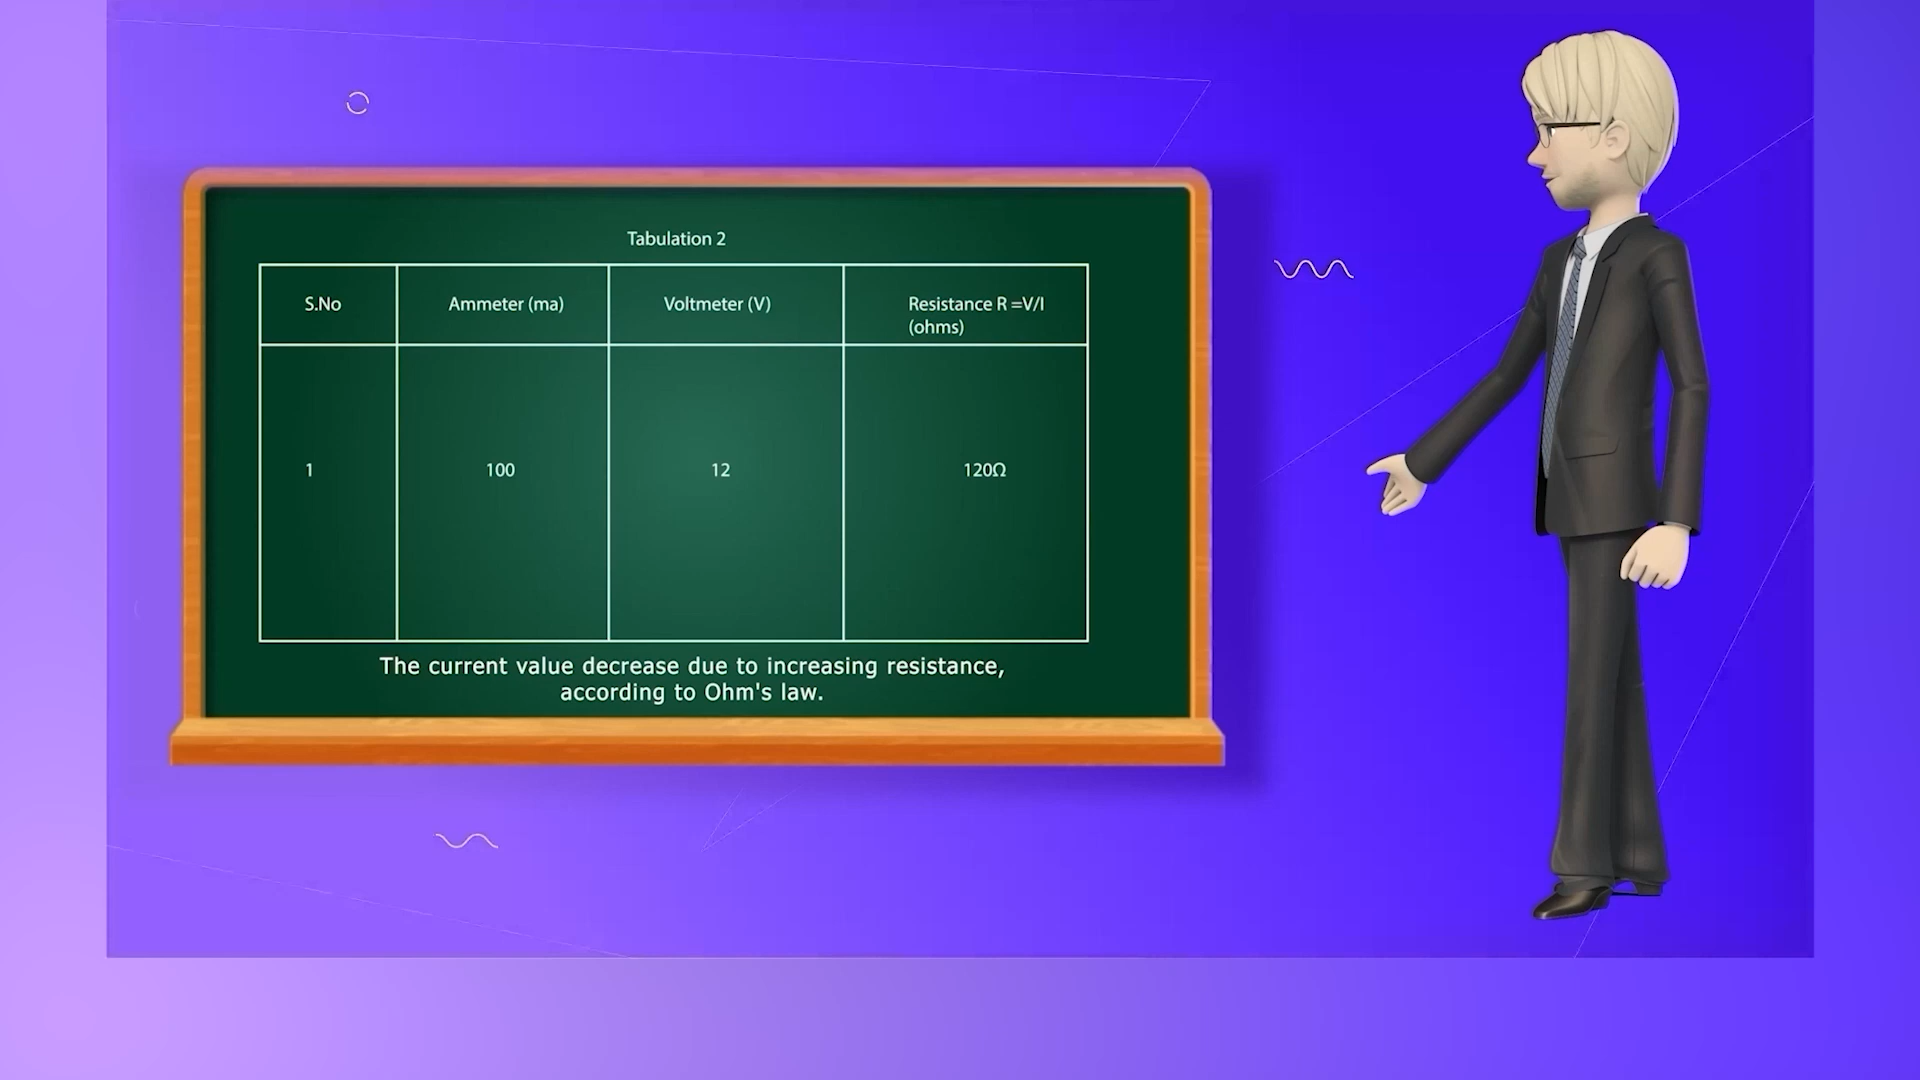 Tabulation 2
S.No
Ammeter (ma)
Voltmeter (V)
Resistance R =V/I
(ohms)
1
100
12
120Ω
The current value decrease due to increasing resistance,
according to Ohm's law.